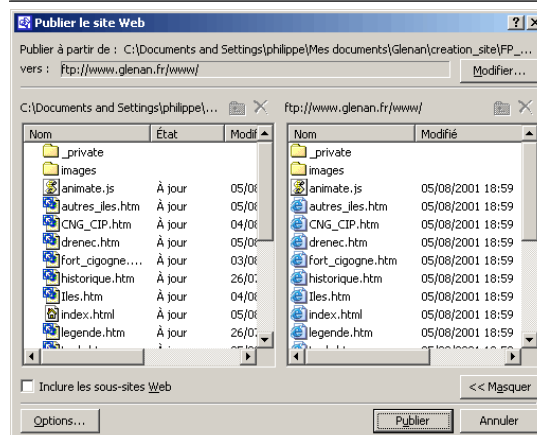 Publier le site Web
Publier à partir de : C:\Documents and Settings\philippe\Mes documents\Glenan\creation_site\FP_...
vers : ftp://www.glenan.fr/www/
Modifier...
C:\Documents and Settings\philippe\...
Nom État Modif
_private
images
animate.js À jour 05/08
autres_iles.htm À jour 05/08
CNG_CIP.htm À jour 04/08
drenec.htm À jour 05/08
fort_cigogne.... À jour 03/08
historique.htm À jour 26/07
Iles.htm À jour 04/08
index.html À jour 05/08
legende.htm À jour 26/07
ftp://www.glenan.fr/www/
Nom Modifié
_private
images
animate.js 05/08/2001 18:59
autres_iles.htm 05/08/2001 18:59
CNG_CIP.htm 05/08/2001 18:59
drenec.htm 05/08/2001 18:59
fort_cigogne.htm 05/08/2001 18:59
historique.htm 05/08/2001 18:59
Iles.htm 05/08/2001 18:59
index.html 05/08/2001 18:59
legende.htm 05/08/2001 18:59
Inclure les sous-sites Web
<< Masquer
Options...
Publier
Annuler